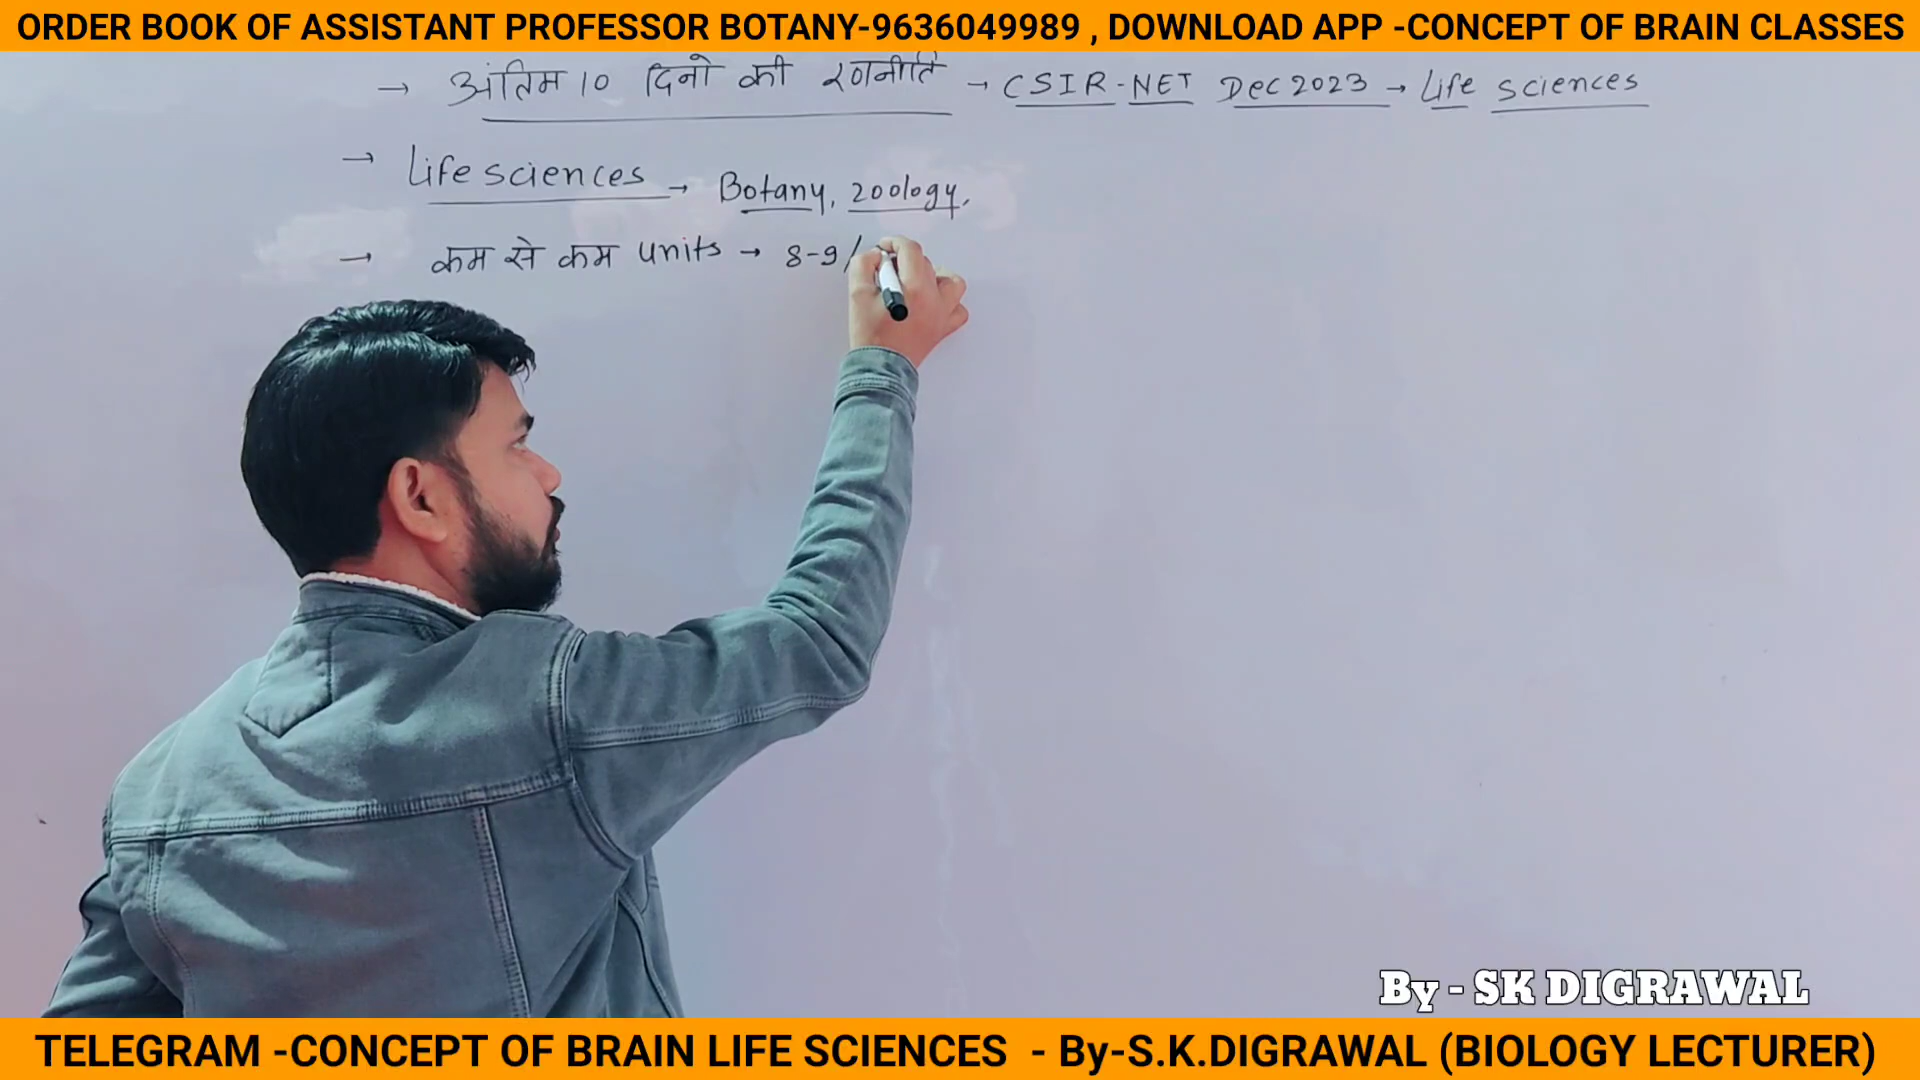 ORDER BOOK OF ASSISTANT PROFESSOR BOTANY-9636049989 , DOWNLOAD APP -CONCEPT OF BRAIN CLASSES
→ अंतिम 10 दिनो की रणनीति → CSIR-NET Dec 2023 → Life sciences
→ Life sciences → Botany, Zoology,
→ कम से कम units → 8-9/
By - SK DIGRAWAL
TELEGRAM -CONCEPT OF BRAIN LIFE SCIENCES - By-S.K.DIGRAWAL (BIOLOGY LECTURER)